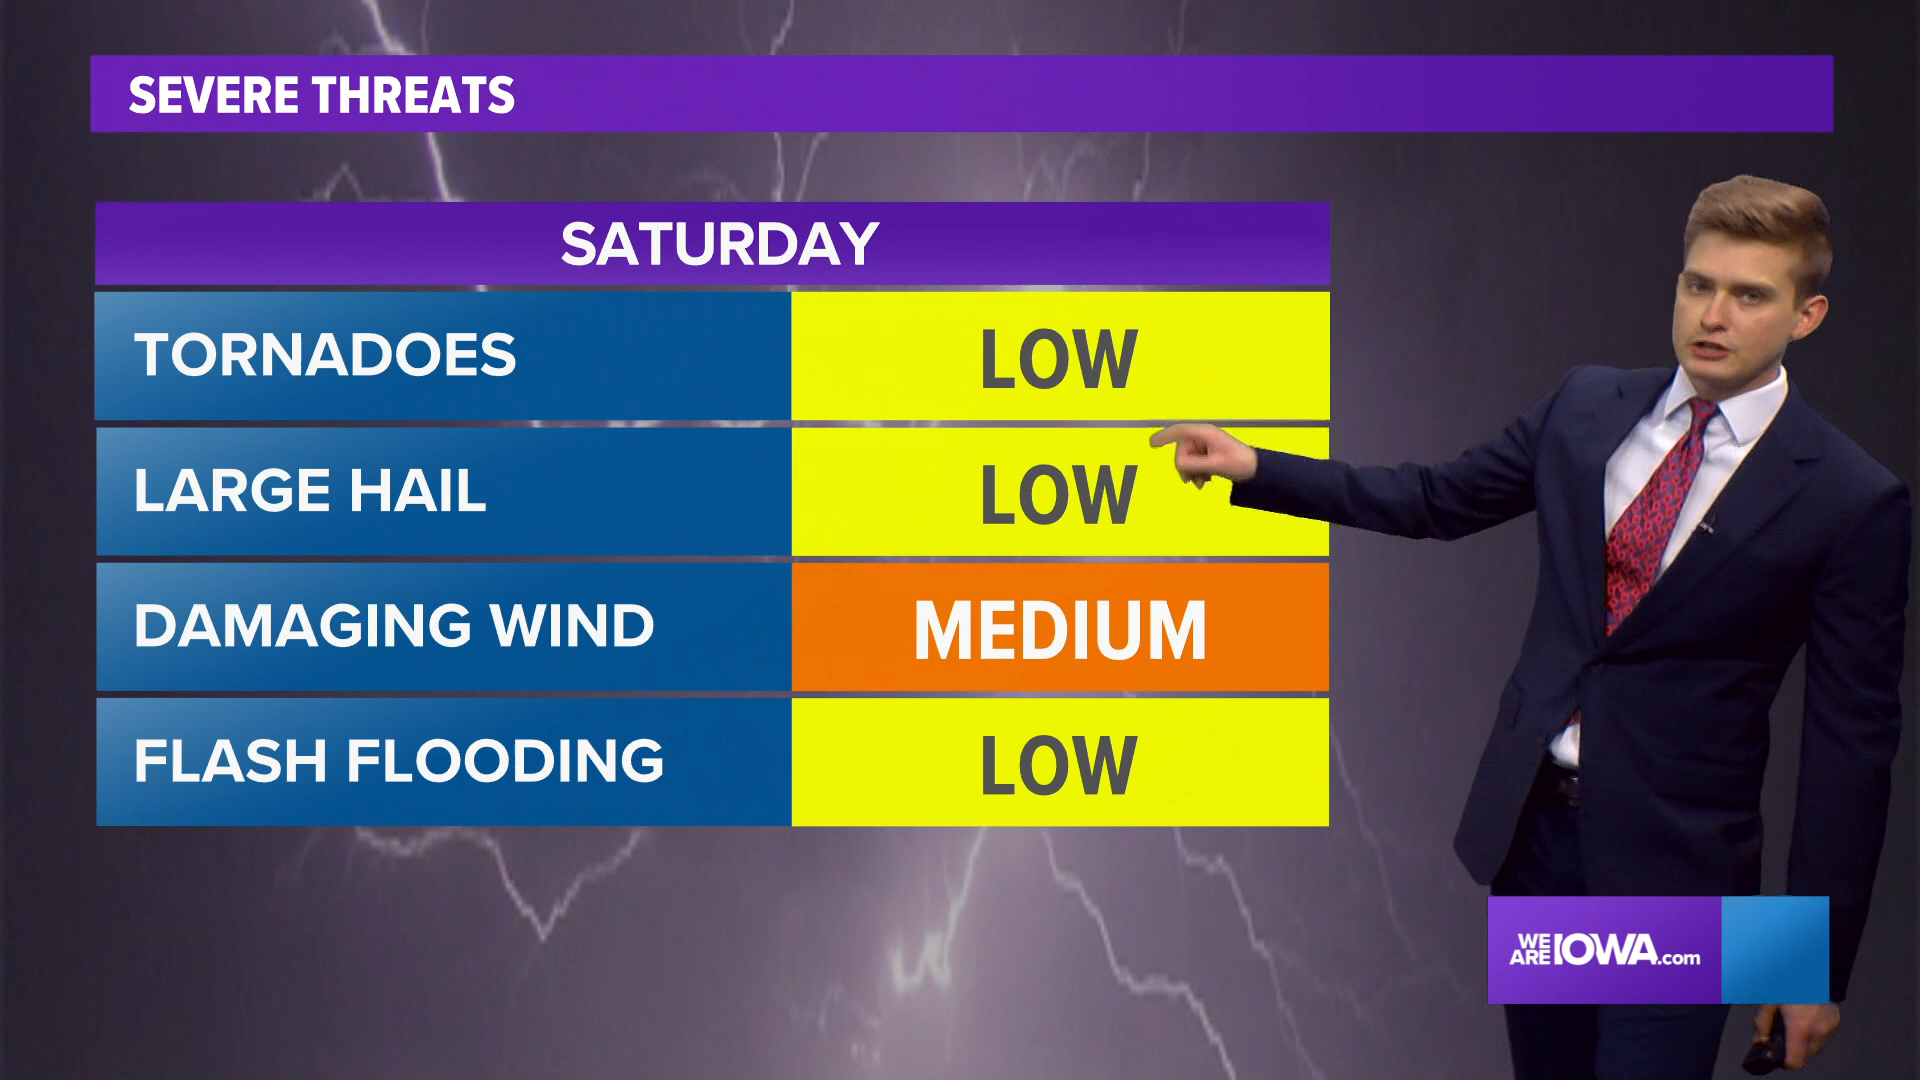 SEVERE THREATS
SATURDAY
TORNADOES LOW
LARGE HAIL LOW
DAMAGING WIND MEDIUM
FLASH FLOODING LOW
WE ARE IOWA.com